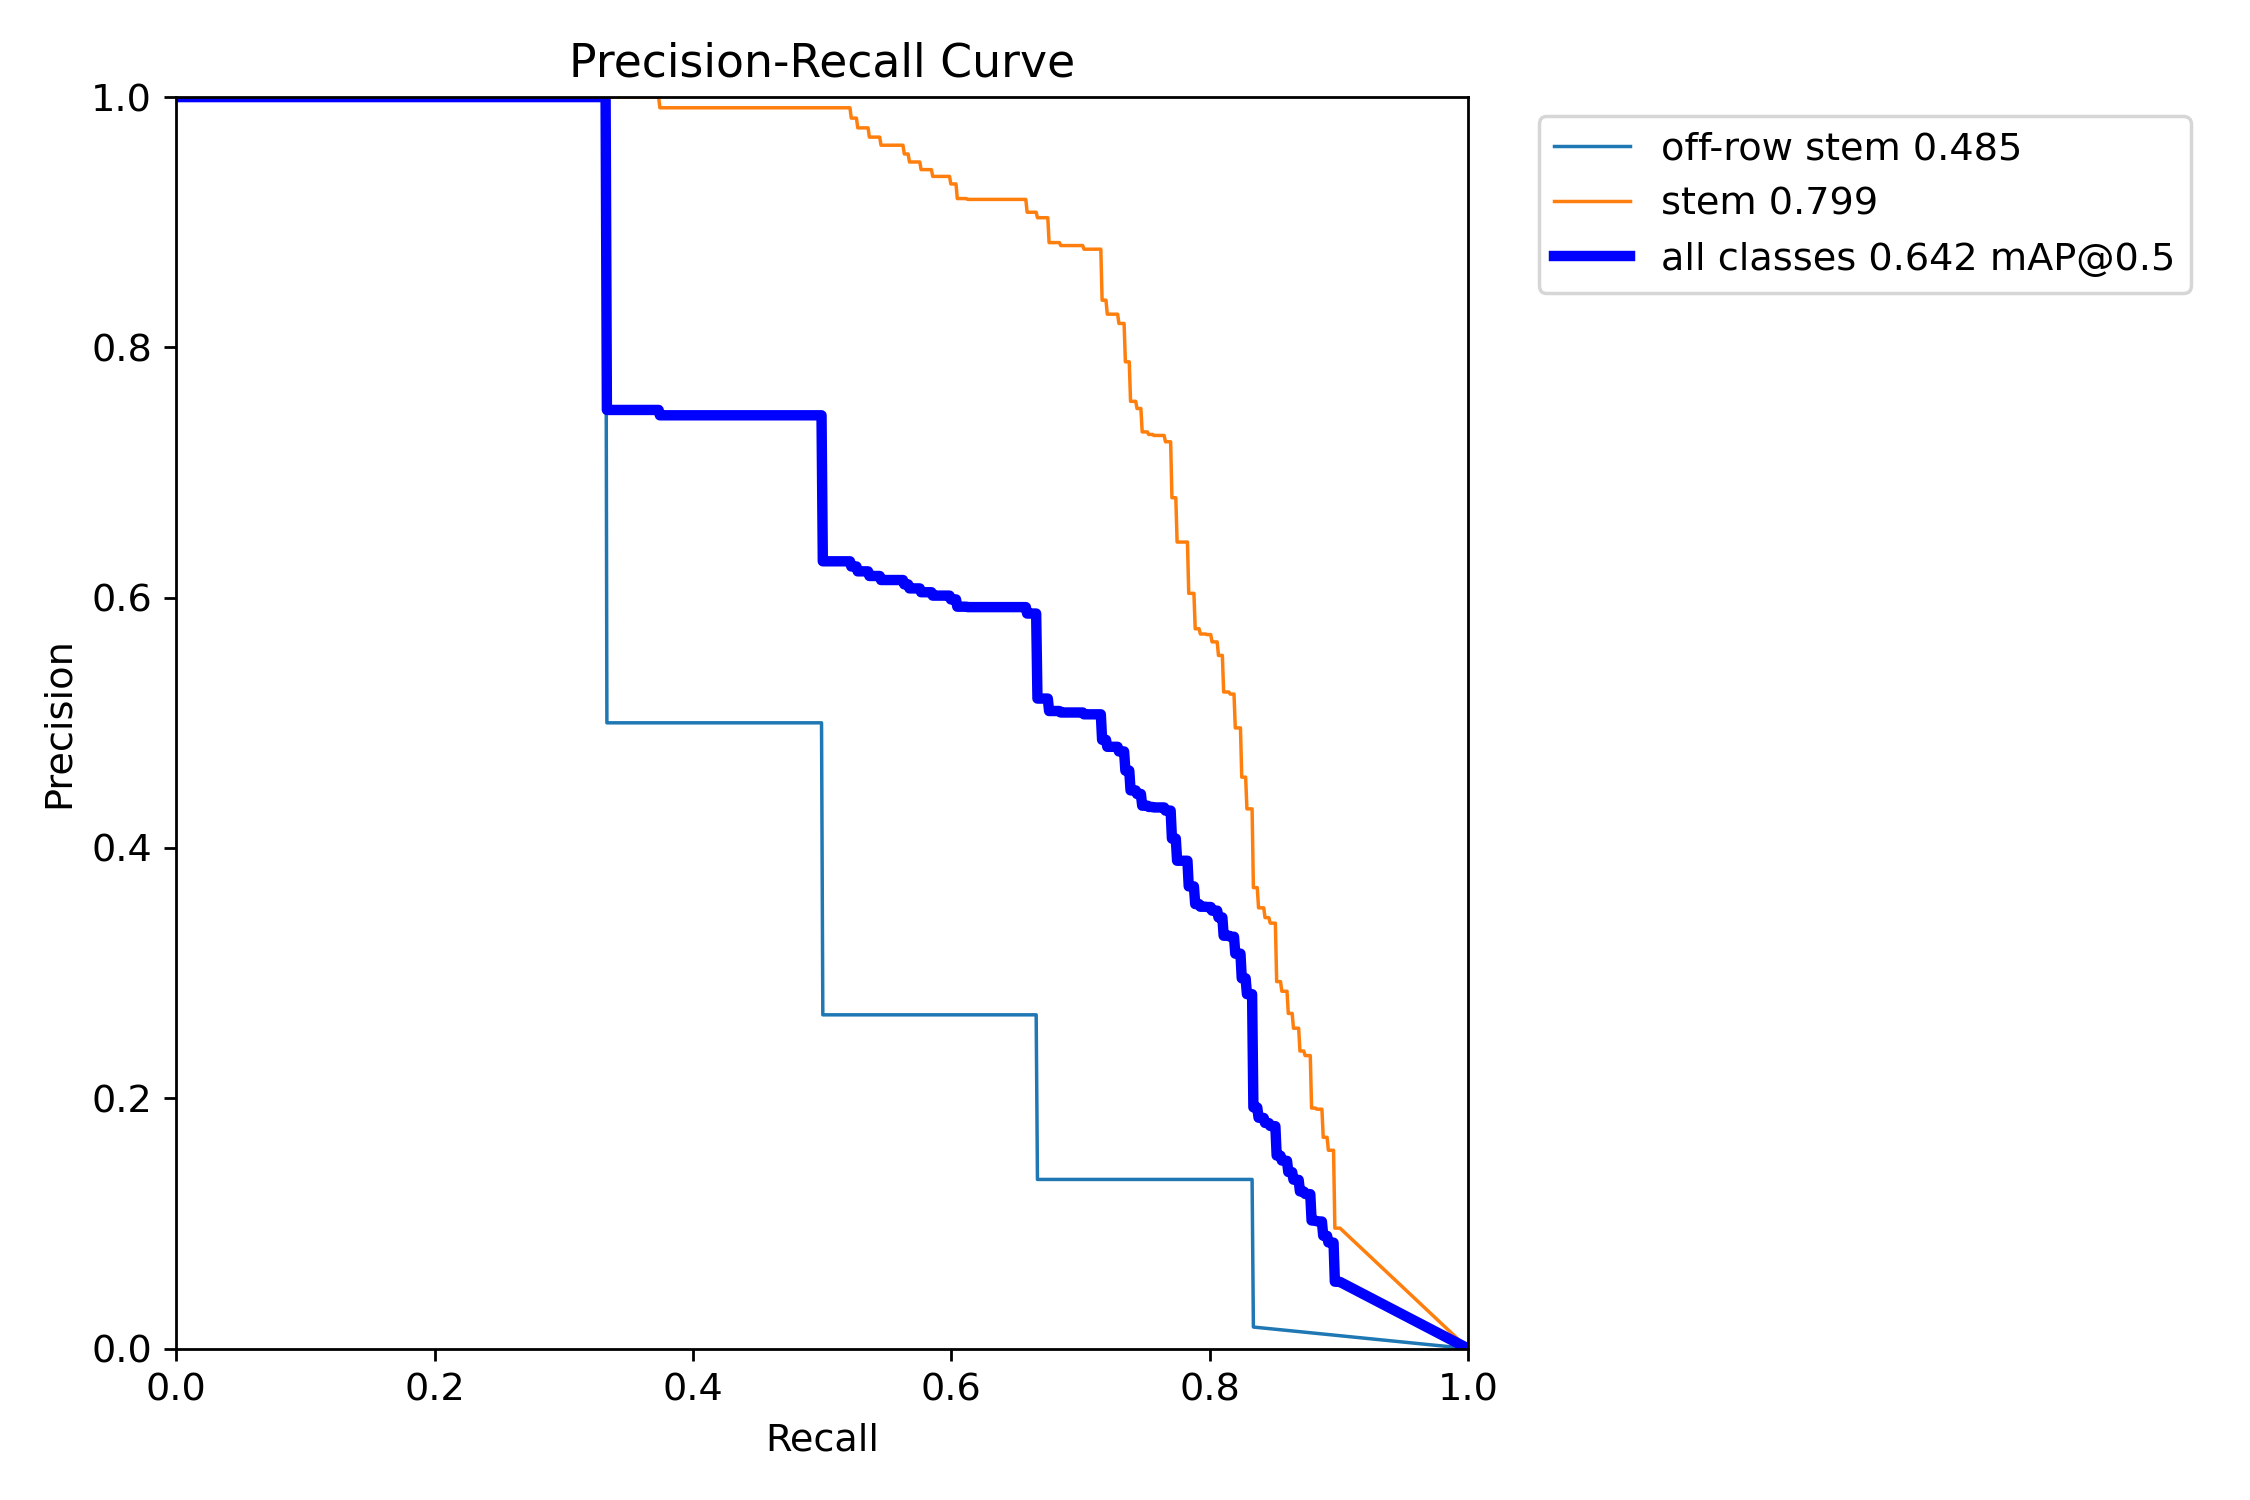 Precision-Recall Curve
1.0
0.8
0.6
0.4
0.2
0.0
Precision
0.0 0.2 0.4 0.6 0.8 1.0
Recall
off-row stem 0.485
stem 0.799
all classes 0.642 mAP@0.5